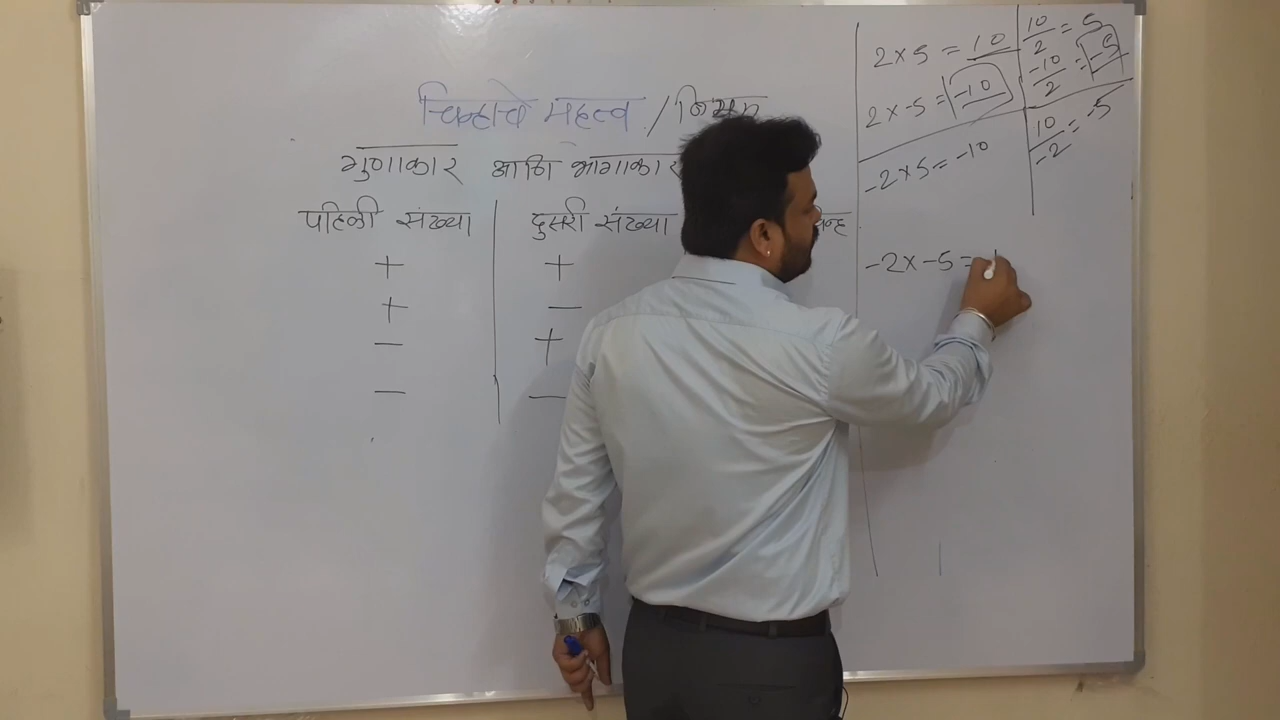 चिन्हाचे महत्व / नियम
गुणाकार आणि भागाकार
पहिली संख्या दुसरी संख्या
+ +
+ −
− +
− −
2 × 5 = 10
2 × -5 = -10
-2 × 5 = -10
-2 × -5 =
10/2 = 5
-10/2 = -5
10/-2 = -5